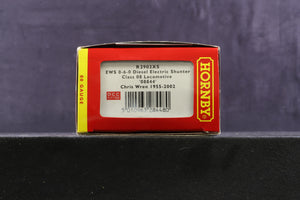 R2902XS
EWS 0-6-0 Diesel Electric Shunter
Class 08 Locomotive
'08844'
Chris Wren 1955-2002
DCC
HORNBY
00 GAUGE